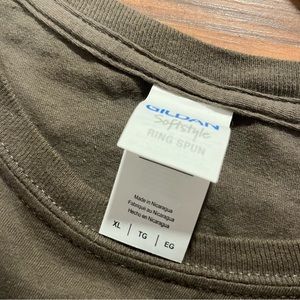 GILDAN
Softstyle
RING SPUN
Made in Nicaragua
Fabriqué au Nicaragua
Hecho en Nicaragua
XL | TG | EG